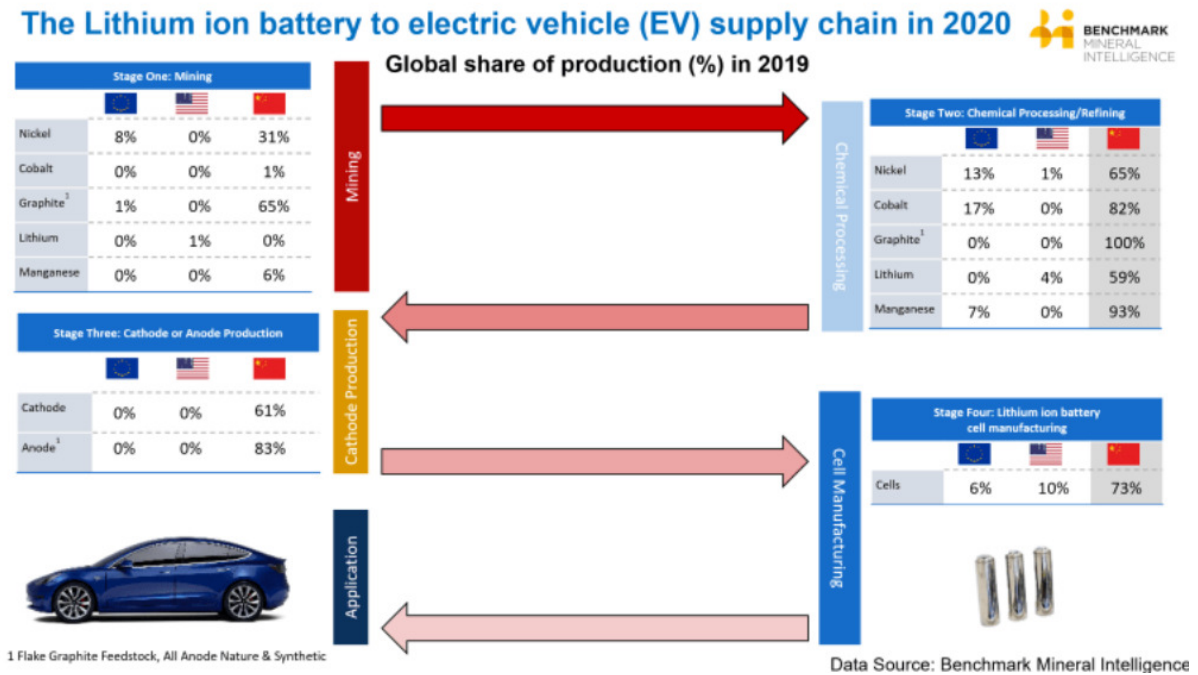 The Lithium ion battery to electric vehicle (EV) supply chain in 2020
BENCHMARK
MINERAL
INTELLIGENCE
Global share of production (%) in 2019
Stage One: Mining
Nickel 8% 0% 31%
Cobalt 0% 0% 1%
Graphite¹ 1% 0% 65%
Lithium 0% 1% 0%
Manganese 0% 0% 6%
Mining
Chemical Processing
Stage Two: Chemical Processing/Refining
Nickel 13% 1% 65%
Cobalt 17% 0% 82%
Graphite¹ 0% 0% 100%
Lithium 0% 4% 59%
Manganese 7% 0% 93%
Stage Three: Cathode or Anode Production
Cathode 0% 0% 61%
Anode¹ 0% 0% 83%
Cathode Production
Cell Manufacturing
Stage Four: Lithium ion battery
cell manufacturing
Cells 6% 10% 73%
Application
1 Flake Graphite Feedstock, All Anode Nature & Synthetic
Data Source: Benchmark Mineral Intelligence